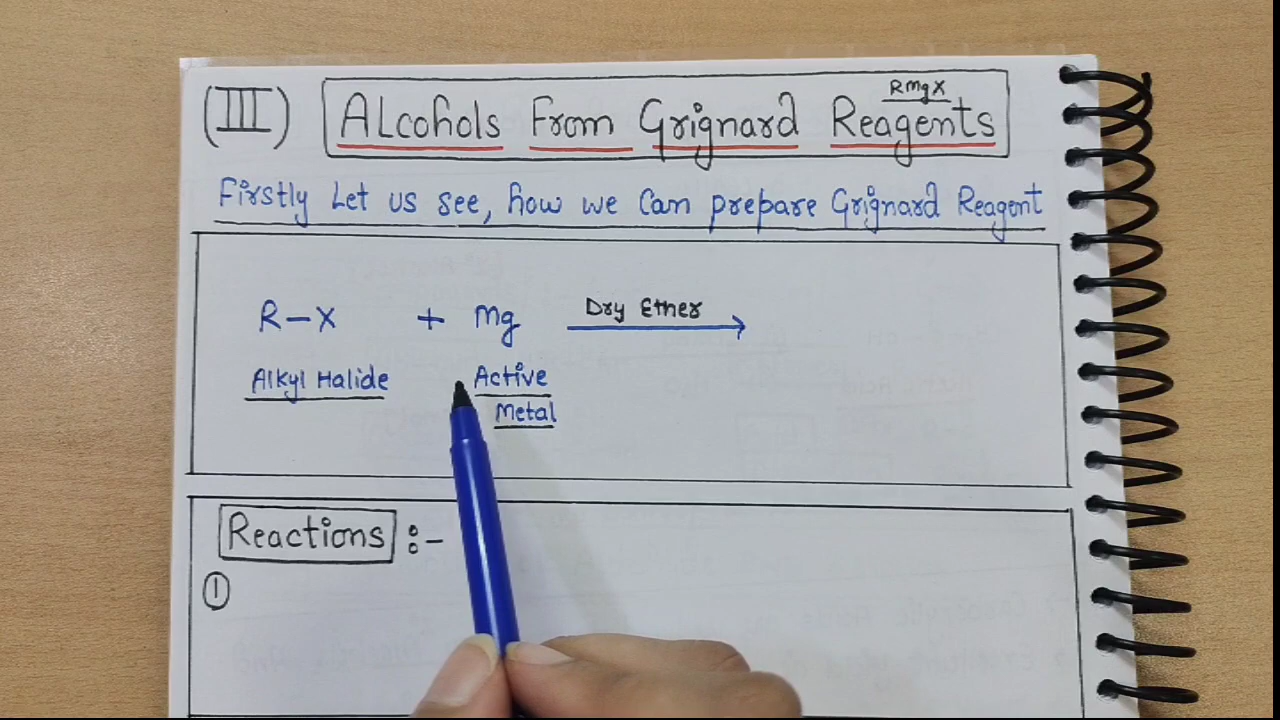 (III) Alcohols From Grignard Reagents
RMgX
Firstly Let us see, how we Can prepare Grignard Reagent
R-X + Mg Dry Ether →
Alkyl Halide Active
Metal
Reactions :-
①